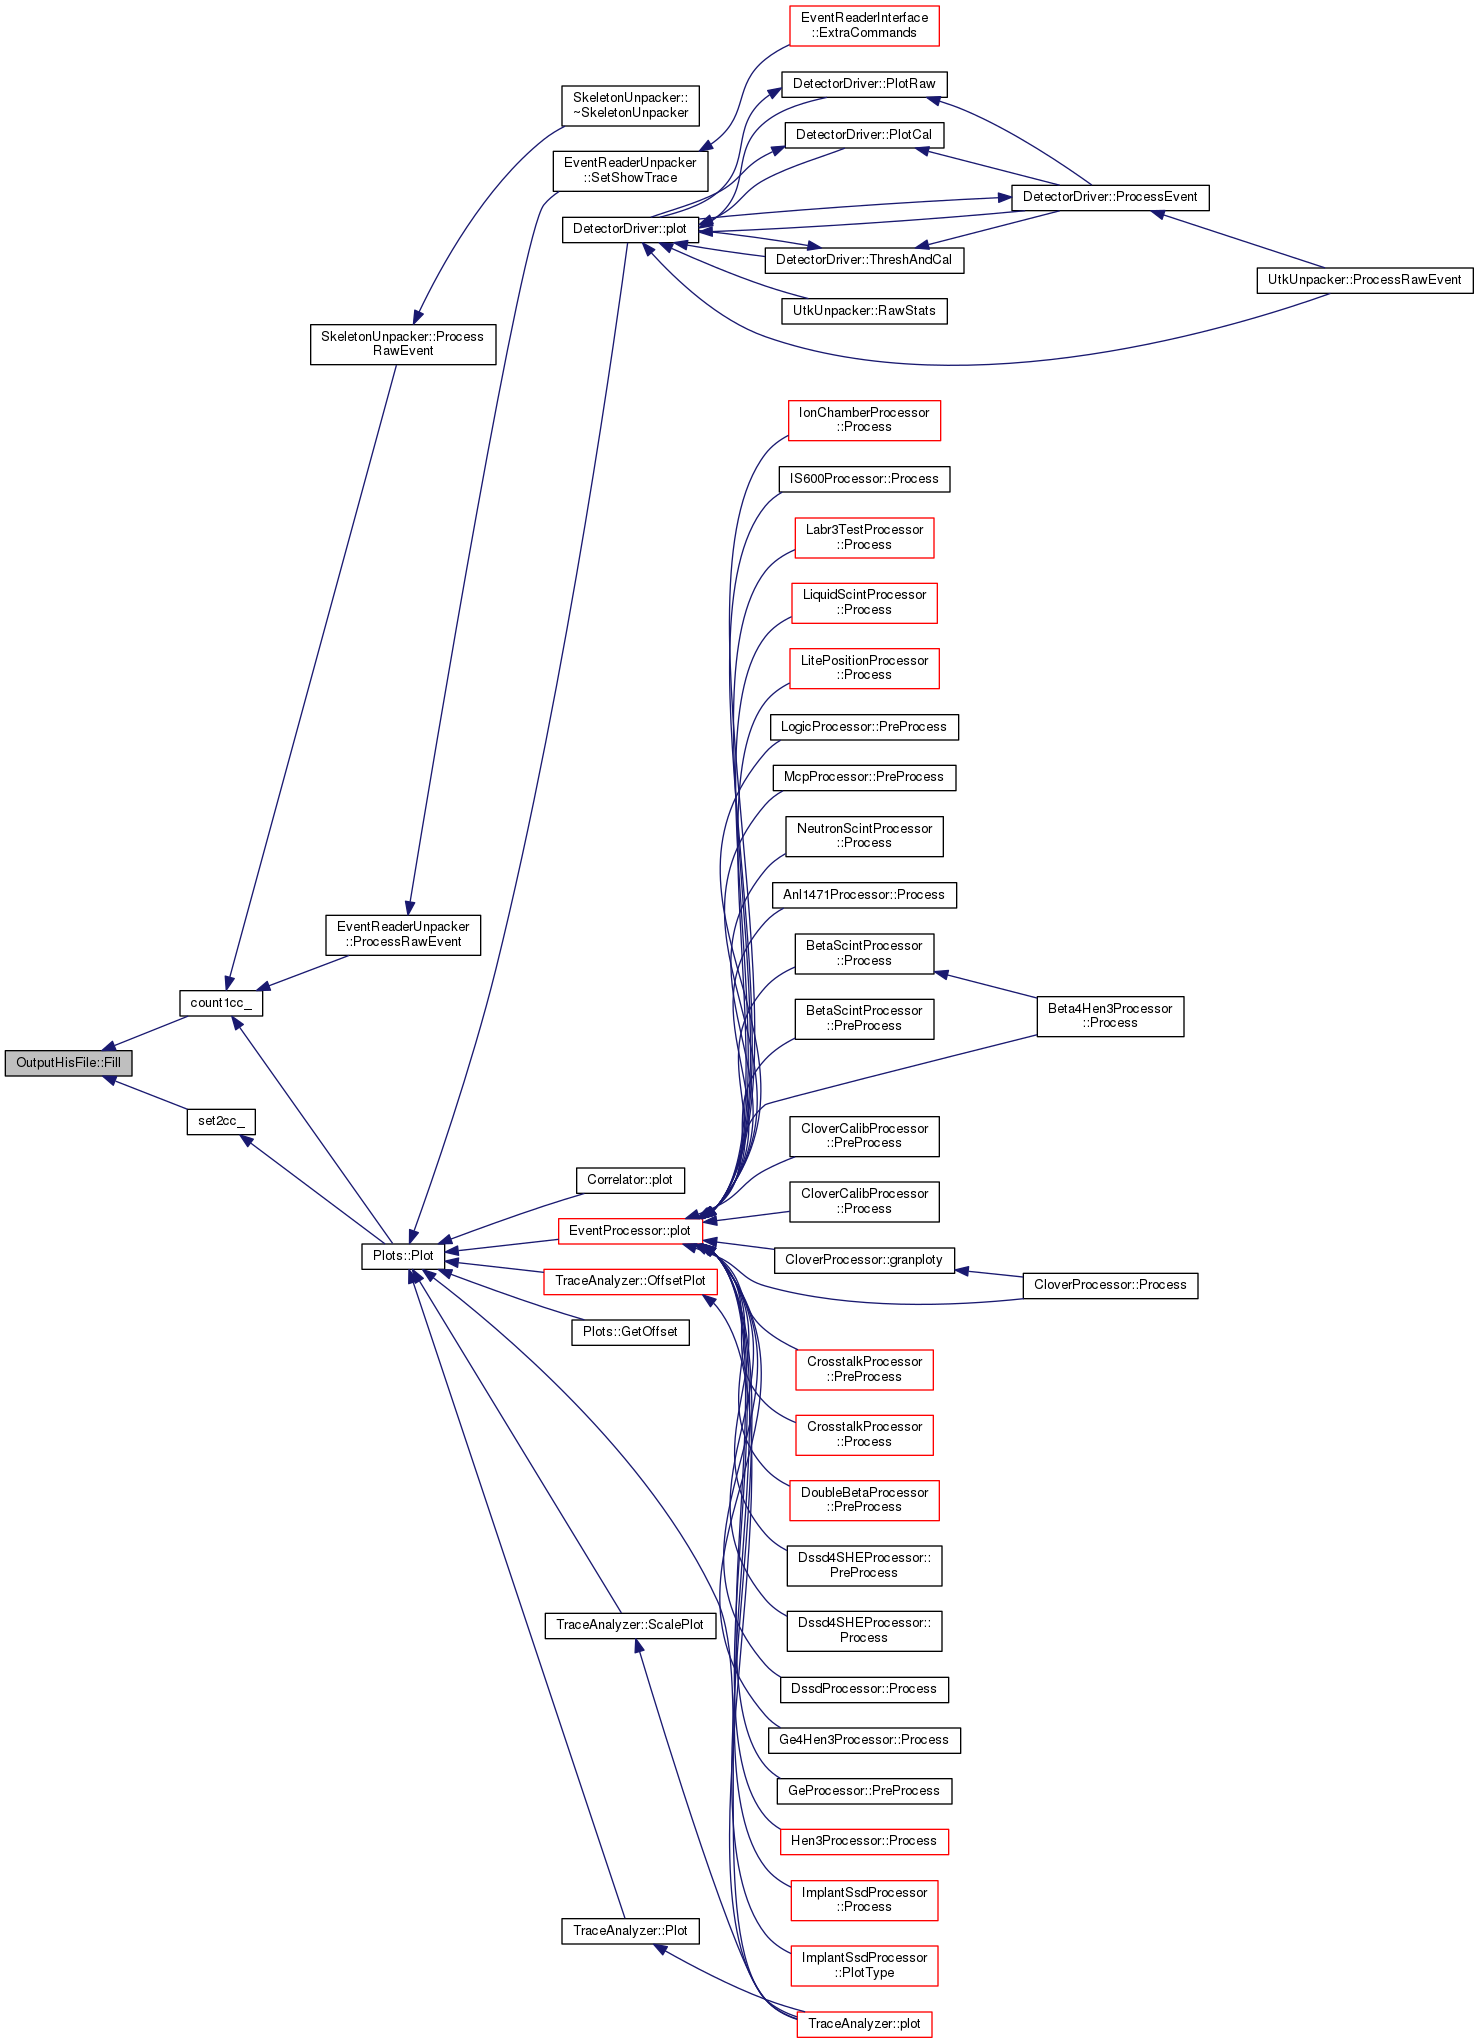 EventReaderInterface
::ExtraCommands
DetectorDriver::PlotRaw
SkeletonUnpacker::
~SkeletonUnpacker
DetectorDriver::PlotCal
EventReaderUnpacker
::SetShowTrace
DetectorDriver::ProcessEvent
DetectorDriver::plot
DetectorDriver::ThreshAndCal
UtkUnpacker::ProcessRawEvent
UtkUnpacker::RawStats
SkeletonUnpacker::Process
RawEvent
IonChamberProcessor
::Process
IS600Processor::Process
Labr3TestProcessor
::Process
LiquidScintProcessor
::Process
LitePositionProcessor
::Process
LogicProcessor::PreProcess
McpProcessor::PreProcess
NeutronScintProcessor
::Process
Anl1471Processor::Process
EventReaderUnpacker
::ProcessRawEvent
BetaScintProcessor
::Process
count1cc_
BetaScintProcessor
::PreProcess
Beta4Hen3Processor
::Process
OutputHisFile::Fill
set2cc_
CloverCalibProcessor
::PreProcess
Correlator::plot
CloverCalibProcessor
::Process
EventProcessor::plot
Plots::Plot
CloverProcessor::granploty
TraceAnalyzer::OffsetPlot
CloverProcessor::Process
Plots::GetOffset
CrosstalkProcessor
::PreProcess
CrosstalkProcessor
::Process
DoubleBetaProcessor
::PreProcess
Dssd4SHEProcessor::
PreProcess
TraceAnalyzer::ScalePlot
Dssd4SHEProcessor::
Process
DssdProcessor::Process
Ge4Hen3Processor::Process
GeProcessor::PreProcess
Hen3Processor::Process
ImplantSsdProcessor
::Process
TraceAnalyzer::Plot
ImplantSsdProcessor
::PlotType
TraceAnalyzer::plot